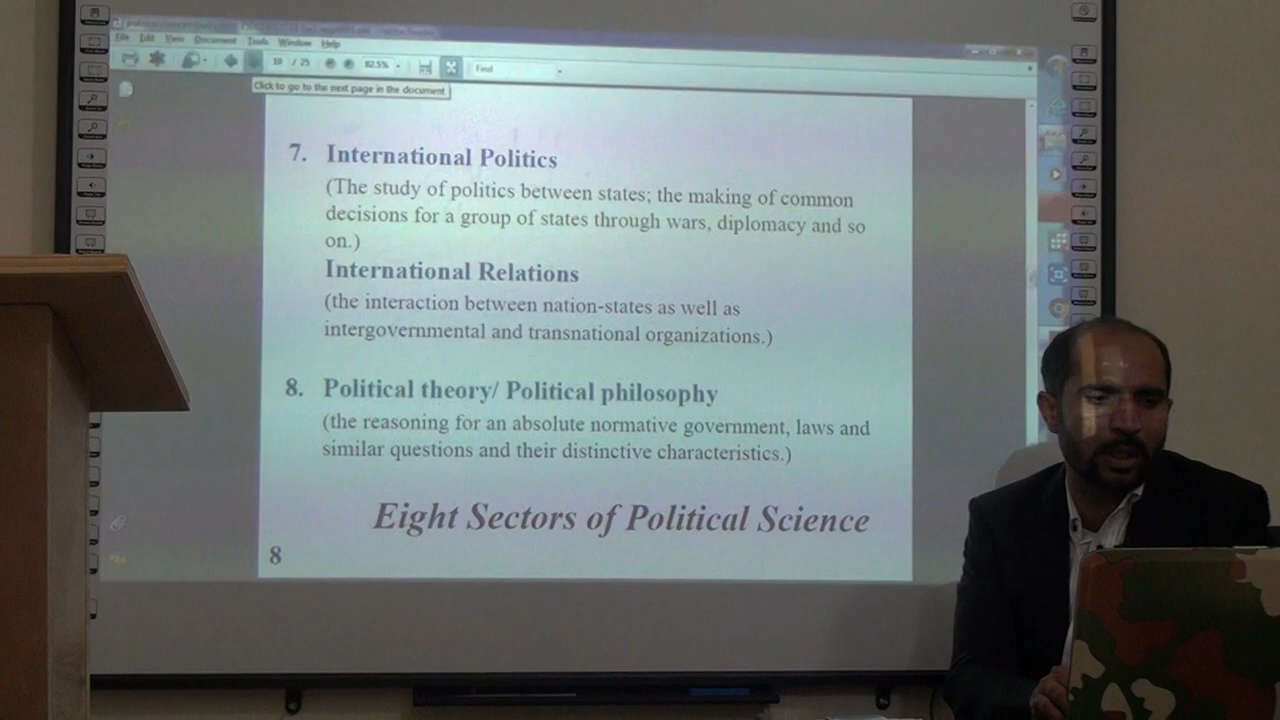 File Edit View Document Tools Window Help
10 / 25 82.5% Find
Click to go to the next page in the document
7. International Politics
(The study of politics between states; the making of common
decisions for a group of states through wars, diplomacy and so
on.)
International Relations
(the interaction between nation-states as well as
intergovernmental and transnational organizations.)
8. Political theory/ Political philosophy
(the reasoning for an absolute normative government, laws and
similar questions and their distinctive characteristics.)
Eight Sectors of Political Science
8